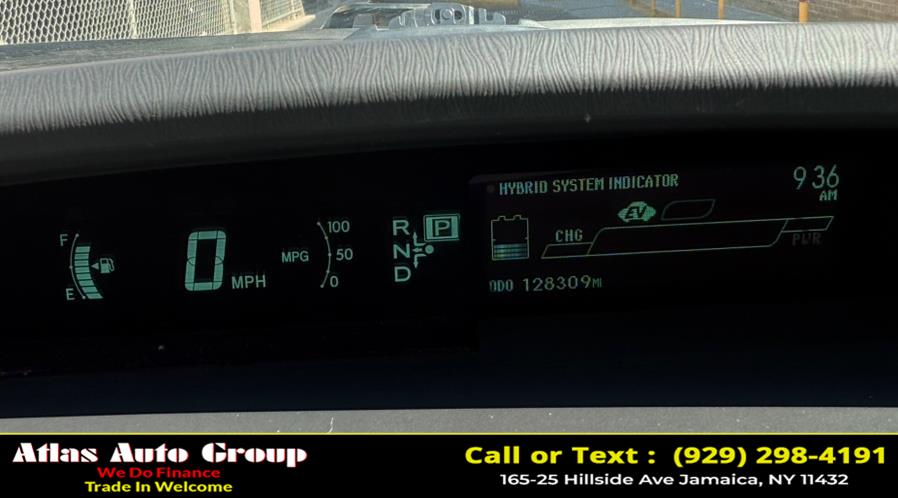 HYBRID SYSTEM INDICATOR
9 36
AM
EV
CHG
PWR
ODO 128309 MI
F
E
0
MPH
MPG
100
50
0
R
P
N
D
Atlas Auto Group
We Do Finance
Trade In Welcome
Call or Text : (929) 298-4191
165-25 Hillside Ave Jamaica, NY 11432